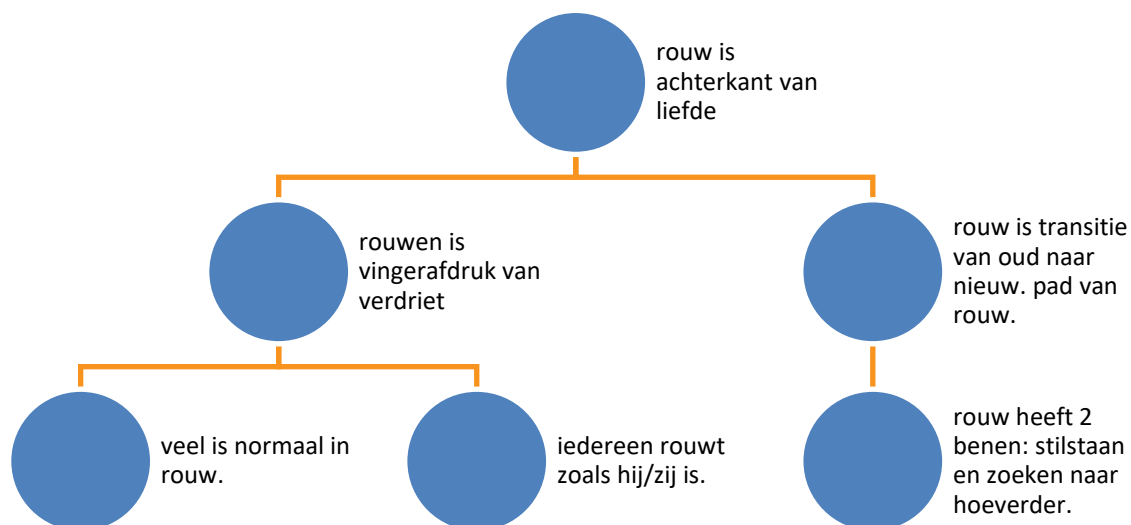 rouw is
achterkant van
liefde
rouwen is
vingerafdruk van
verdriet
rouw is transitie
van oud naar
nieuw. pad van
rouw.
veel is normaal in
rouw.
iedereen rouwt
zoals hij/zij is.
rouw heeft 2
benen: stilstaan
en zoeken naar
hoeverder.